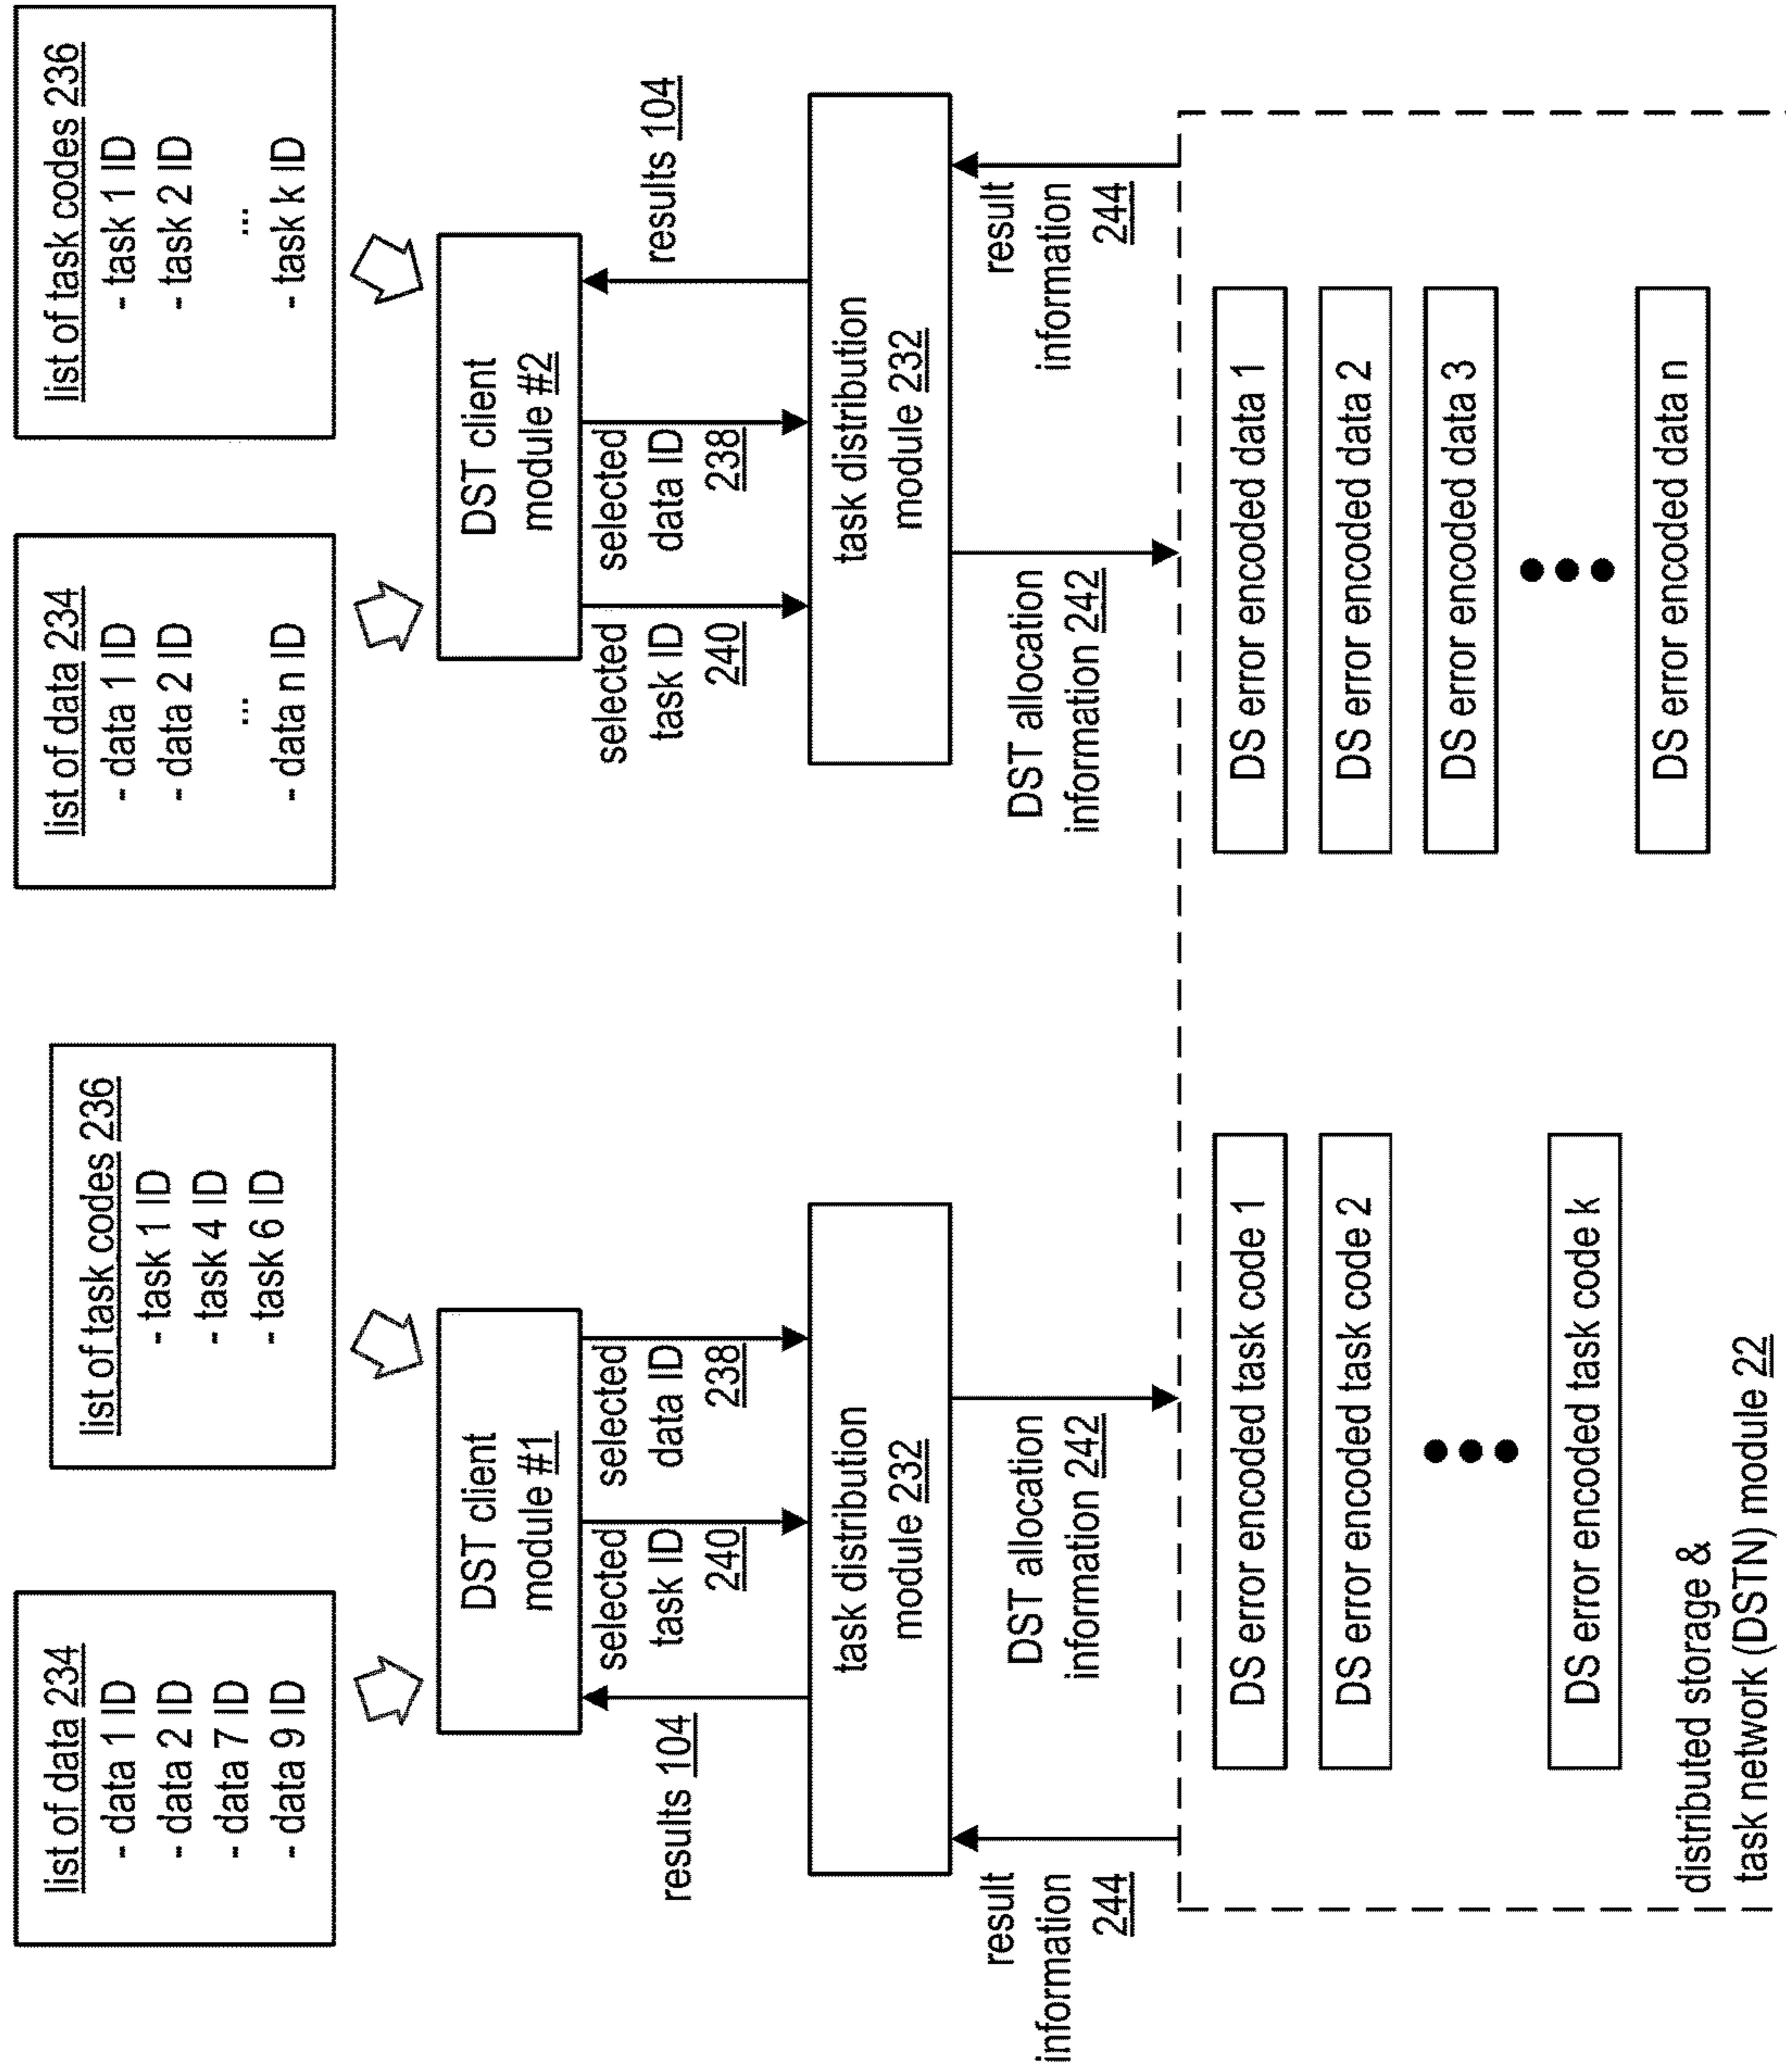 list of data 234
- data 1 ID
- data 2 ID
- data 7 ID
- data 9 ID
list of task codes 236
- task 1 ID
- task 4 ID
- task 6 ID
list of data 234
- data 1 ID
- data 2 ID
...
- data n ID
list of task codes 236
- task 1 ID
- task 2 ID
...
- task k ID
DST client
module #1
DST client
module #2
results 104
selected
task ID
240
selected
data ID
238
selected
task ID
240
selected
data ID
238
results 104
task distribution
module 232
task distribution
module 232
result
information
244
DST allocation
information 242
DST allocation
information 242
result
information
244
DS error encoded task code 1
DS error encoded task code 2
DS error encoded task code k
DS error encoded data 1
DS error encoded data 2
DS error encoded data 3
DS error encoded data n
distributed storage &
task network (DSTN) module 22